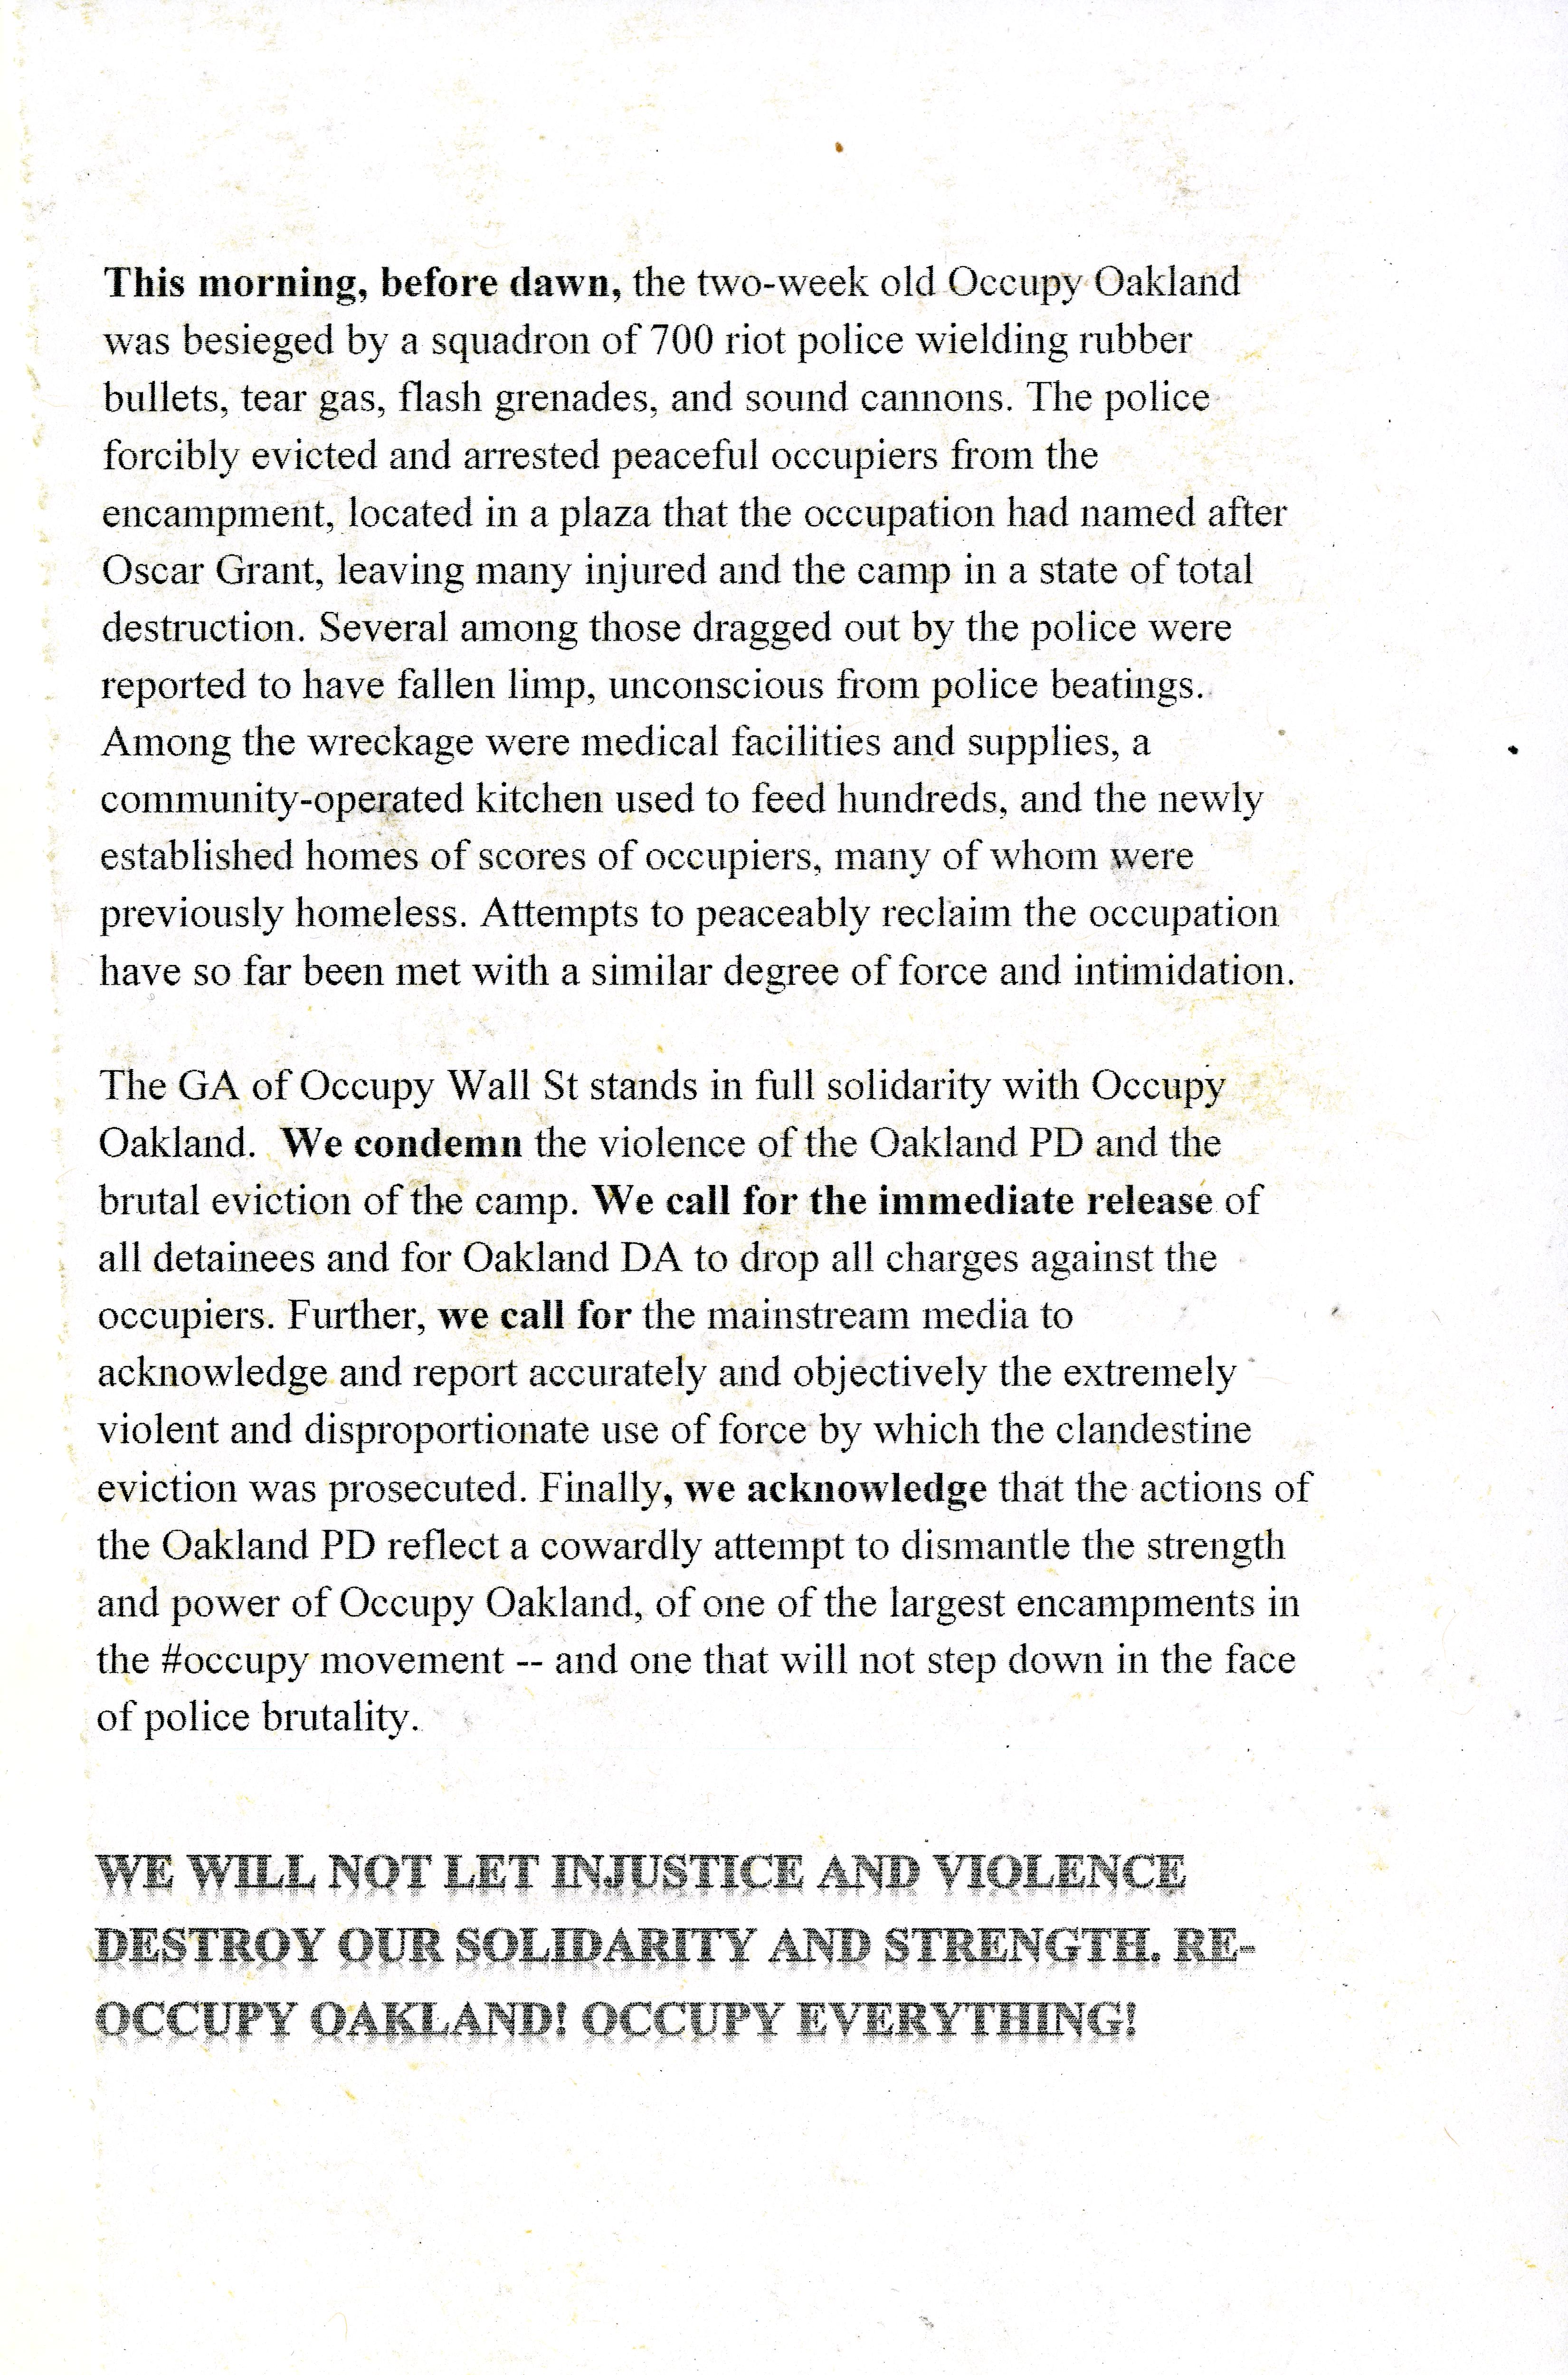 This morning, before dawn, the two-week old Occupy Oakland
was besieged by a squadron of 700 riot police wielding rubber
bullets, tear gas, flash grenades, and sound cannons. The police
forcibly evicted and arrested peaceful occupiers from the
encampment, located in a plaza that the occupation had named after
Oscar Grant, leaving many injured and the camp in a state of total
destruction. Several among those dragged out by the police were
reported to have fallen limp, unconscious from police beatings.
Among the wreckage were medical facilities and supplies, a
community-operated kitchen used to feed hundreds, and the newly
established homes of scores of occupiers, many of whom were
previously homeless. Attempts to peaceably reclaim the occupation
have so far been met with a similar degree of force and intimidation.
The GA of Occupy Wall St stands in full solidarity with Occupy
Oakland.  We condemn the violence of the Oakland PD and the
brutal eviction of the camp. We call for the immediate release of
all detainees and for Oakland DA to drop all charges against the
occupiers. Further, we call for the mainstream media to
acknowledge and report accurately and objectively the extremely
violent and disproportionate use of force by which the clandestine
eviction was prosecuted. Finally, we acknowledge that the actions of
the Oakland PD reflect a cowardly attempt to dismantle the strength
and power of Occupy Oakland, of one of the largest encampments in
the #occupy movement -- and one that will not step down in the face
of police brutality.
WE WILL NOT LET INJUSTICE AND VIOLENCE
DESTROY OUR SOLIDARITY AND STRENGTH. RE-
OCCUPY OAKLAND! OCCUPY EVERYTHING!